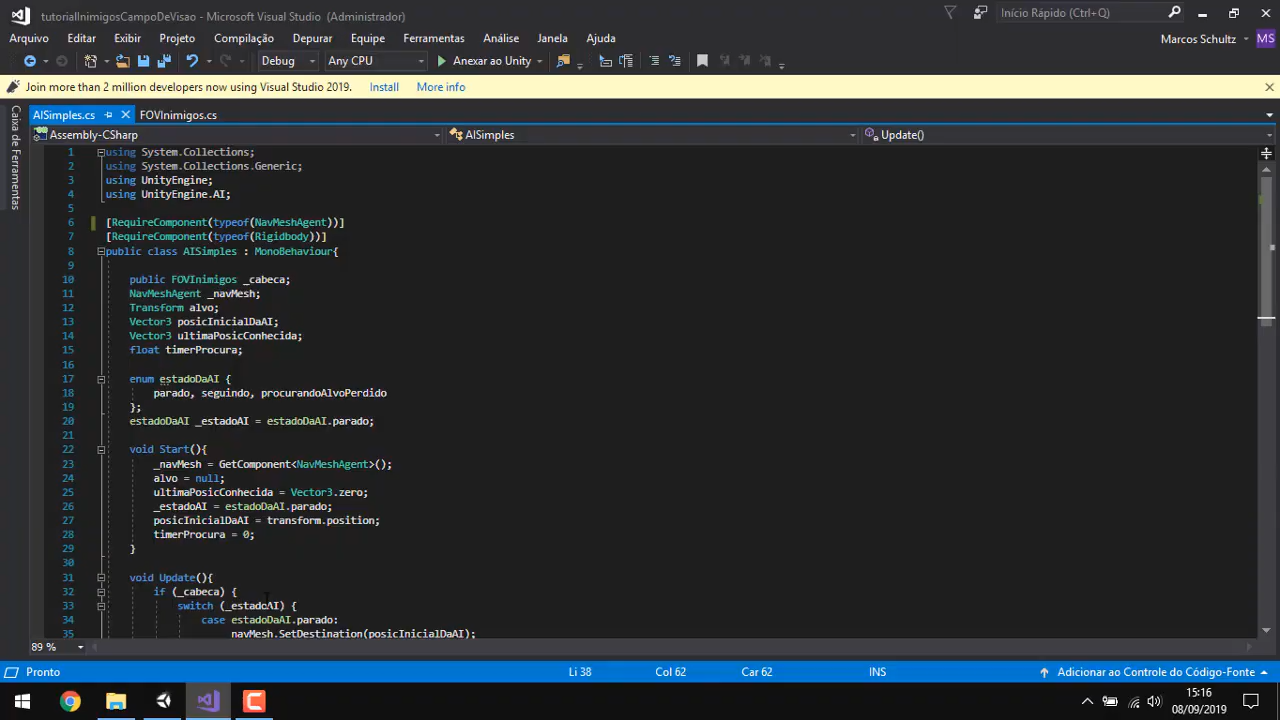 tutorialInimigosCampoDeVisao - Microsoft Visual Studio (Administrador)
Início Rápido (Ctrl+Q)
Arquivo Editar Exibir Projeto Compilação Depurar Equipe Ferramentas Análise Janela Ajuda
Marcos Schultz MS
Debug Any CPU Anexar ao Unity
Join more than 2 million developers now using Visual Studio 2019. Install More info
Caixa de Ferramentas
AISimples.cs FOVInimigos.cs
Assembly-CSharp AISimples Update()
1 using System.Collections;
2 using System.Collections.Generic;
3 using UnityEngine;
4 using UnityEngine.AI;
5
6 [RequireComponent(typeof(NavMeshAgent))]
7 [RequireComponent(typeof(Rigidbody))]
8 public class AISimples : MonoBehaviour{
9
10 public FOVInimigos _cabeca;
11 NavMeshAgent _navMesh;
12 Transform alvo;
13 Vector3 posicInicialDaAI;
14 Vector3 ultimaPosicConhecida;
15 float timerProcura;
16
17 enum estadoDaAI {
18 parado, seguindo, procurandoAlvoPerdido
19 };
20 estadoDaAI _estadoAI = estadoDaAI.parado;
21
22 void Start(){
23 _navMesh = GetComponent<NavMeshAgent>();
24 alvo = null;
25 ultimaPosicConhecida = Vector3.zero;
26 _estadoAI = estadoDaAI.parado;
27 posicInicialDaAI = transform.position;
28 timerProcura = 0;
29 }
30
31 void Update(){
32 if (_cabeca) {
33 switch (_estadoAI) {
34 case estadoDaAI.parado:
35 navMesh.SetDestination(posicInicialDaAI);
89 %
Pronto Li 38 Col 62 Car 62 INS Adicionar ao Controle do Código-Fonte
15:16
08/09/2019